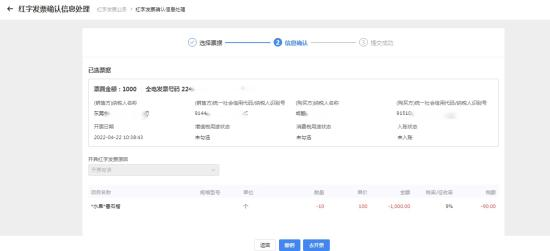 ← 红字发票确认信息处理 红字发票业务 > 红字发票确认信息处理
选择票据 2 信息确认 3 提交成功
已选票据
票面金额：1000 全电发票号码 224
(销售方)纳税人名称 (销售方)统一社会信用代码/纳税人识别号 (购买方)纳税人名称 (购买方)统一社会信用代码/纳税人识别号
东莞市 9144 成都 91510
开票日期 增值税用途状态 消费税用途状态 入账状态
2022-04-22 10:38:43 未勾选 未勾选 未入账
开具红字发票原因
开票有误
项目名称 规格型号 单位 数量 单价 金额 税率/征收率 税额
*水果*番石榴 个 -10 100 -1,000.00 9% -90.00
返回 撤销 去开票